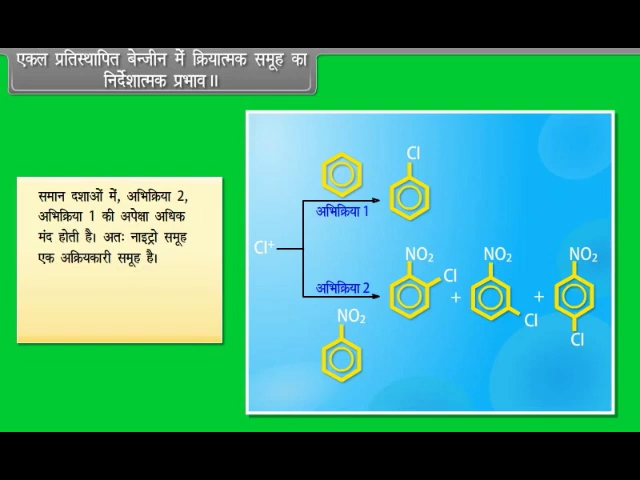 एकल प्रतिस्थापित बेन्जीन में क्रियात्मक समूह का
निर्देशात्मक प्रभाव॥
समान दशाओं में, अभिक्रिया 2,
अभिक्रिया 1 की अपेक्षा अधिक
मंद होती है। अतः नाइट्रो समूह
एक अक्रियकारी समूह है।
Cl
अभिक्रिया 1
Cl⁺
NO₂ NO₂ NO₂
Cl
अभिक्रिया 2
+ +
Cl
NO₂
Cl